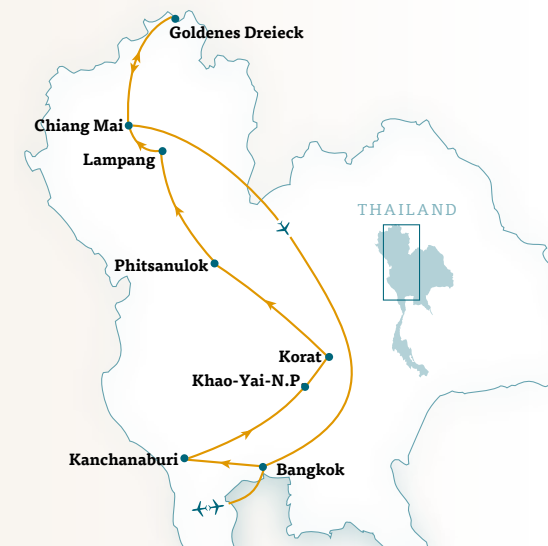 Goldenes Dreieck
Chiang Mai
Lampang
THAILAND
Phitsanulok
Korat
Khao-Yai-N.P
Kanchanaburi
Bangkok